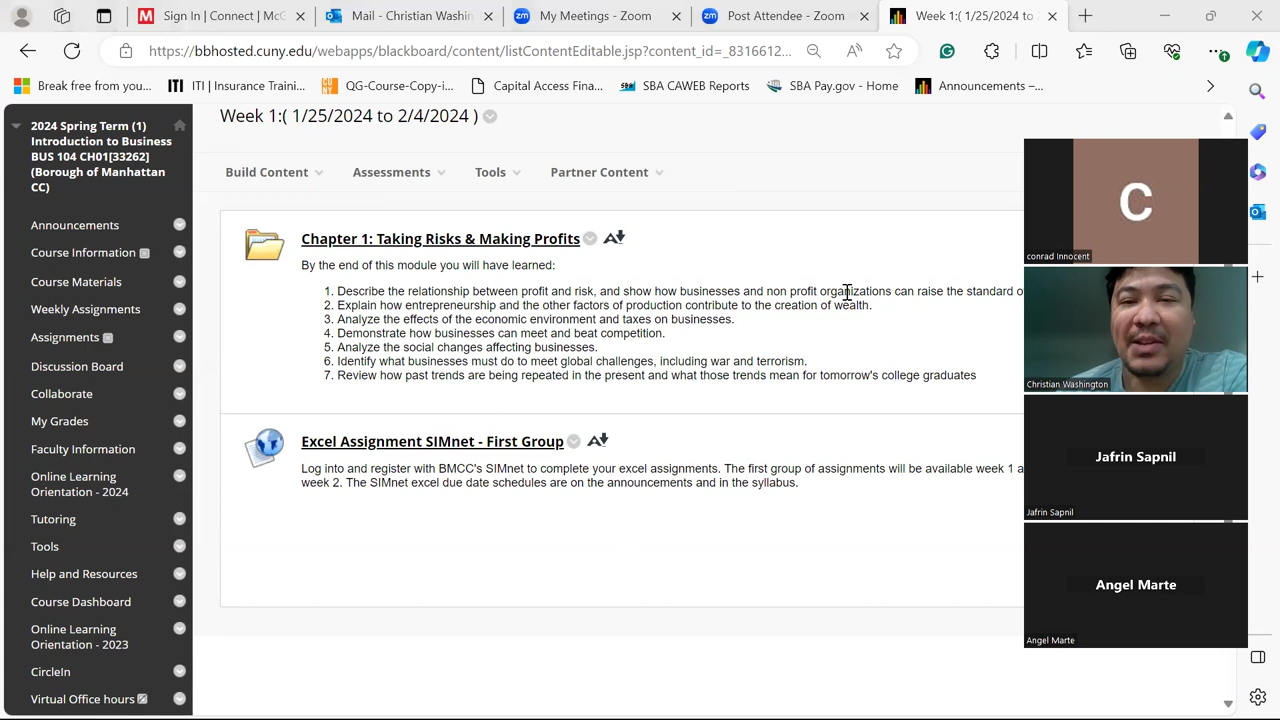 Sign in | Connect | McG
Mail - Christian Washin
My Meetings - Zoom
Post Attendee - Zoom
Week 1:( 1/25/2024 to 2
https://bbhosted.cuny.edu/webapps/blackboard/content/listContentEditable.jsp?content_id=_8316612...
Break free from you...
ITI | Insurance Traini...
QG-Course-Copy-i...
Capital Access Fina...
SBA CAWEB Reports
SBA Pay.gov - Home
Announcements –...
2024 Spring Term (1)
Introduction to Business
BUS 104 CH01[33262]
(Borough of Manhattan
CC)
Announcements
Course Information
Course Materials
Weekly Assignments
Assignments
Discussion Board
Collaborate
My Grades
Faculty Information
Online Learning
Orientation - 2024
Tutoring
Tools
Help and Resources
Course Dashboard
Online Learning
Orientation - 2023
CircleIn
Virtual Office hours
Week 1:( 1/25/2024 to 2/4/2024 )
Build Content
Assessments
Tools
Partner Content
Chapter 1: Taking Risks & Making Profits
By the end of this module you will have learned:
1. Describe the relationship between profit and risk, and show how businesses and non profit organizations can raise the standard o
2. Explain how entrepreneurship and the other factors of production contribute to the creation of wealth.
3. Analyze the effects of the economic environment and taxes on businesses.
4. Demonstrate how businesses can meet and beat competition.
5. Analyze the social changes affecting businesses.
6. Identify what businesses must do to meet global challenges, including war and terrorism.
7. Review how past trends are being repeated in the present and what those trends mean for tomorrow's college graduates
Excel Assignment SIMnet - First Group
Log into and register with BMCC's SIMnet to complete your excel assignments. The first group of assignments will be available week 1 a
week 2. The SIMnet excel due date schedules are on the announcements and in the syllabus.
C
conrad Innocent
Christian Washington
Jafrin Sapnil
Jafrin Sapnil
Angel Marte
Angel Marte